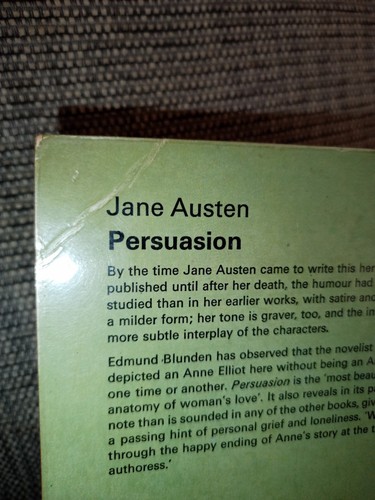 Jane Austen
Persuasion
By the time Jane Austen came to write this her
published until after her death, the humour had
studied than in her earlier works, with satire and
a milder form; her tone is graver, too, and the
more subtle interplay of the characters.
Edmund Blunden has observed that the novelist
depicted an Anne Elliot here without being an
one time or another. Persuasion is the 'most
anatomy of woman's love'. It also reveals in its
note than is sounded in any of the other books,
a passing hint of personal grief and loneliness.
through the happy ending of Anne's story at the
authoress.'